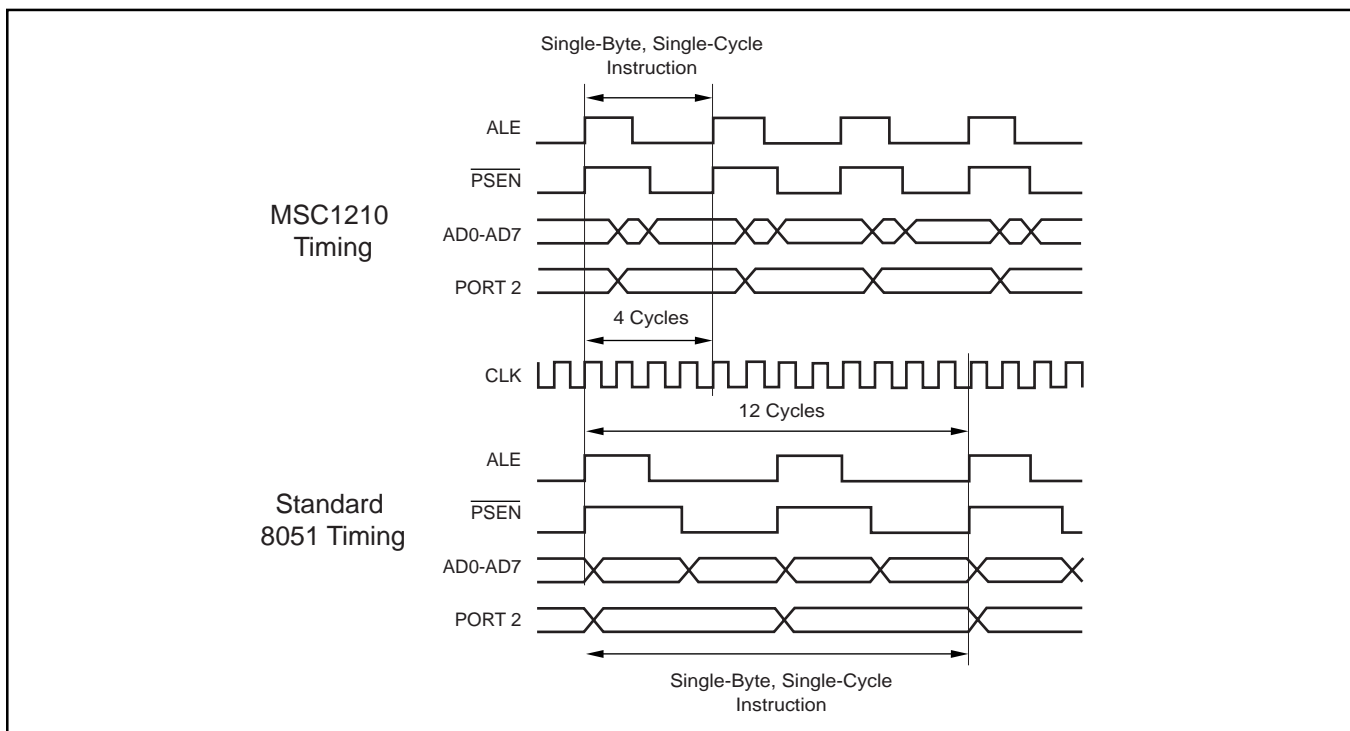 Single-Byte, Single-Cycle
Instruction
ALE
PSEN
MSC1210
Timing
AD0-AD7
PORT 2
4 Cycles
CLK
12 Cycles
ALE
Standard
8051 Timing
PSEN
AD0-AD7
PORT 2
Single-Byte, Single-Cycle
Instruction